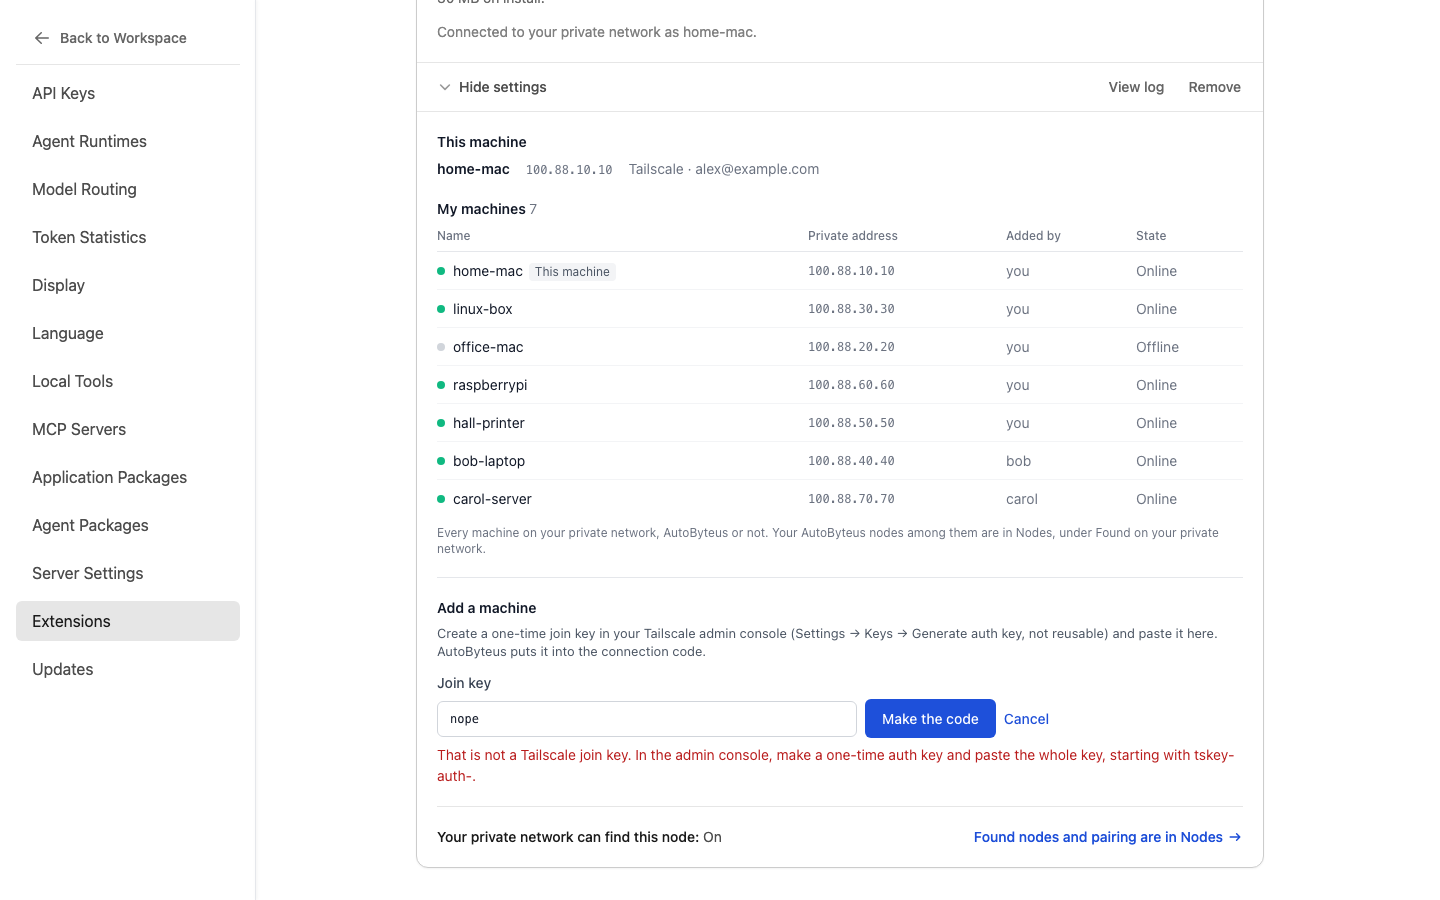 Back to Workspace
API Keys
Agent Runtimes
Model Routing
Token Statistics
Display
Language
Local Tools
MCP Servers
Application Packages
Agent Packages
Server Settings
Extensions
Updates
Connected to your private network as home-mac.
Hide settings View log Remove
This machine
home-mac 100.88.10.10 Tailscale · alex@example.com
My machines 7
Name Private address Added by State
home-mac This machine 100.88.10.10 you Online
linux-box 100.88.30.30 you Online
office-mac 100.88.20.20 you Offline
raspberrypi 100.88.60.60 you Online
hall-printer 100.88.50.50 you Online
bob-laptop 100.88.40.40 bob Online
carol-server 100.88.70.70 carol Online
Every machine on your private network, AutoByteus or not. Your AutoByteus nodes among them are in Nodes, under Found on your private
network.
Add a machine
Create a one-time join key in your Tailscale admin console (Settings → Keys → Generate auth key, not reusable) and paste it here.
AutoByteus puts it into the connection code.
Join key
nope Make the code Cancel
That is not a Tailscale join key. In the admin console, make a one-time auth key and paste the whole key, starting with tskey-
auth-.
Your private network can find this node: On Found nodes and pairing are in Nodes →